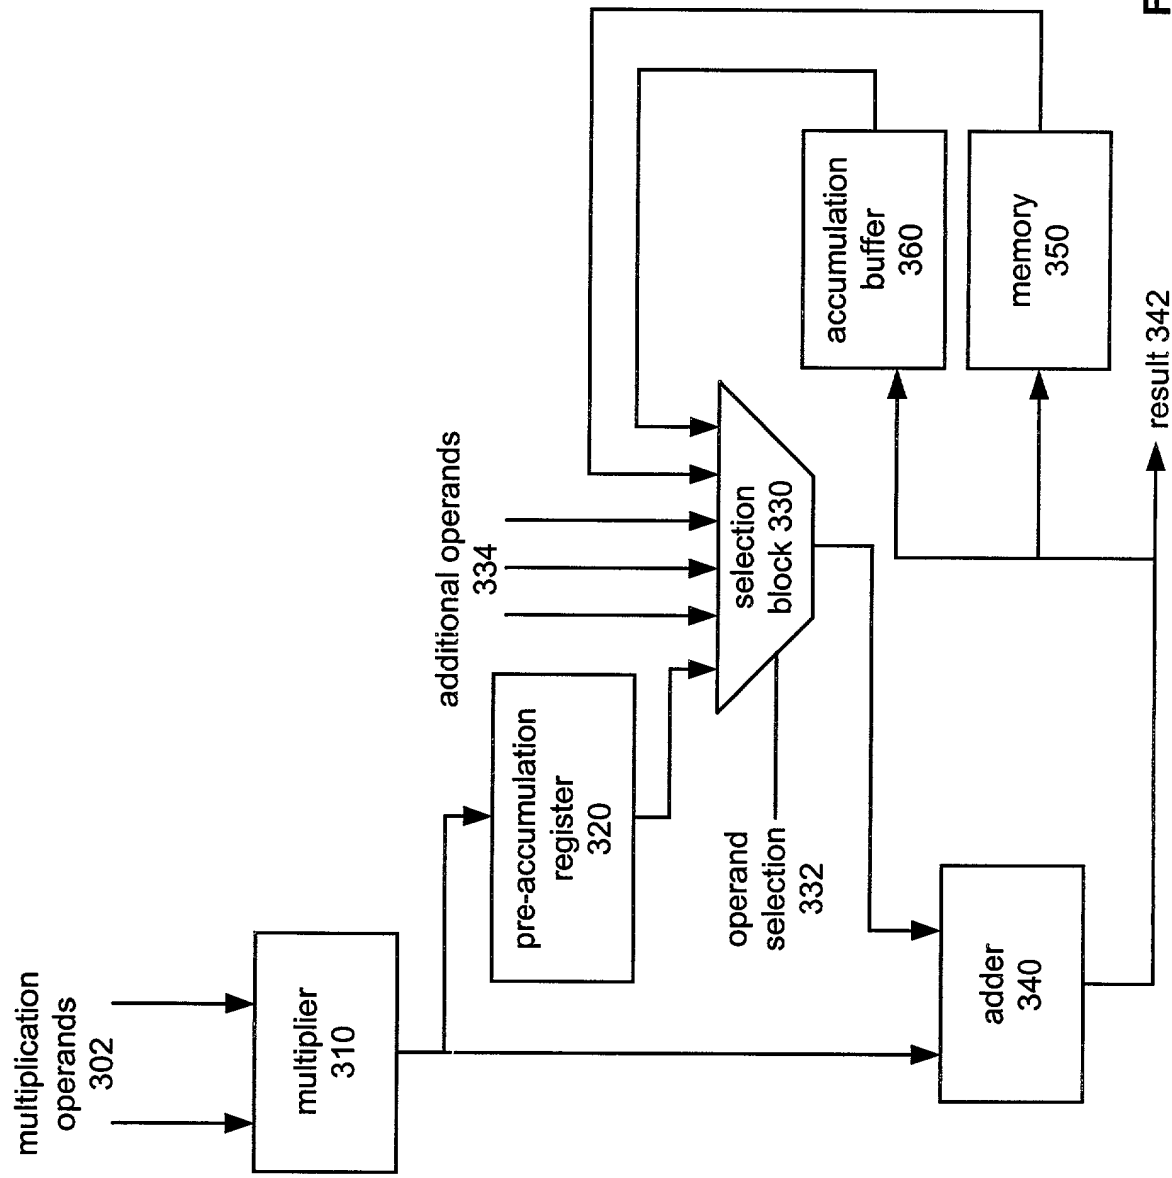 multiplication
operands
302
multiplier
310
pre-accumulation
register
320
additional operands
334
operand
selection
332
selection
block 330
adder
340
accumulation
buffer
360
memory
350
result 342
F